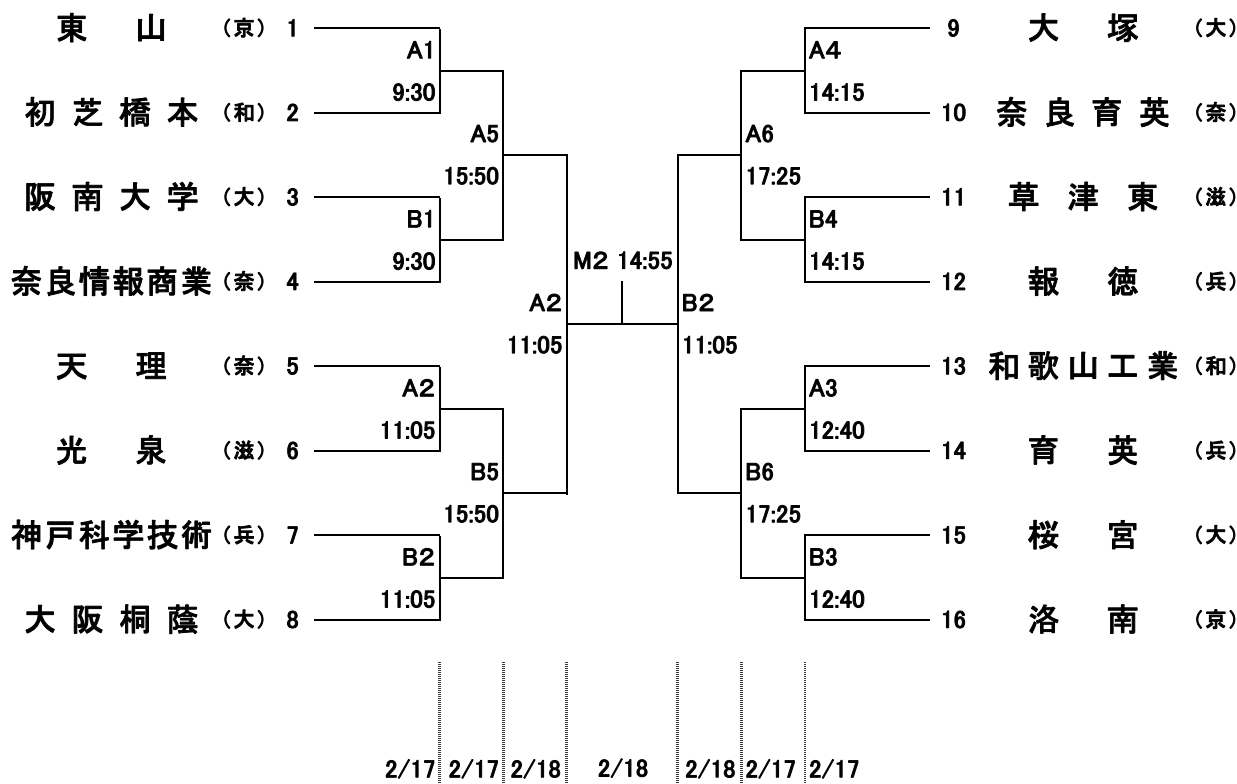 東山 (京) 1
A1
9:30
初芝橋本 (和) 2
A5
15:50
阪南大学 (大) 3
B1
9:30
奈良情報商業 (奈) 4
A2
11:05
天理 (奈) 5
A2
11:05
光泉 (滋) 6
B5
15:50
神戸科学技術 (兵) 7
B2
11:05
大阪桐蔭 (大) 8
M2 14:55
9 大塚 (大)
A4
14:15
10 奈良育英 (奈)
A6
17:25
11 草津東 (滋)
B4
14:15
12 報徳 (兵)
B2
11:05
13 和歌山工業 (和)
A3
12:40
14 育英 (兵)
B6
17:25
15 桜宮 (大)
B3
12:40
16 洛南 (京)
2/17 2/17 2/18 2/18 2/18 2/17 2/17